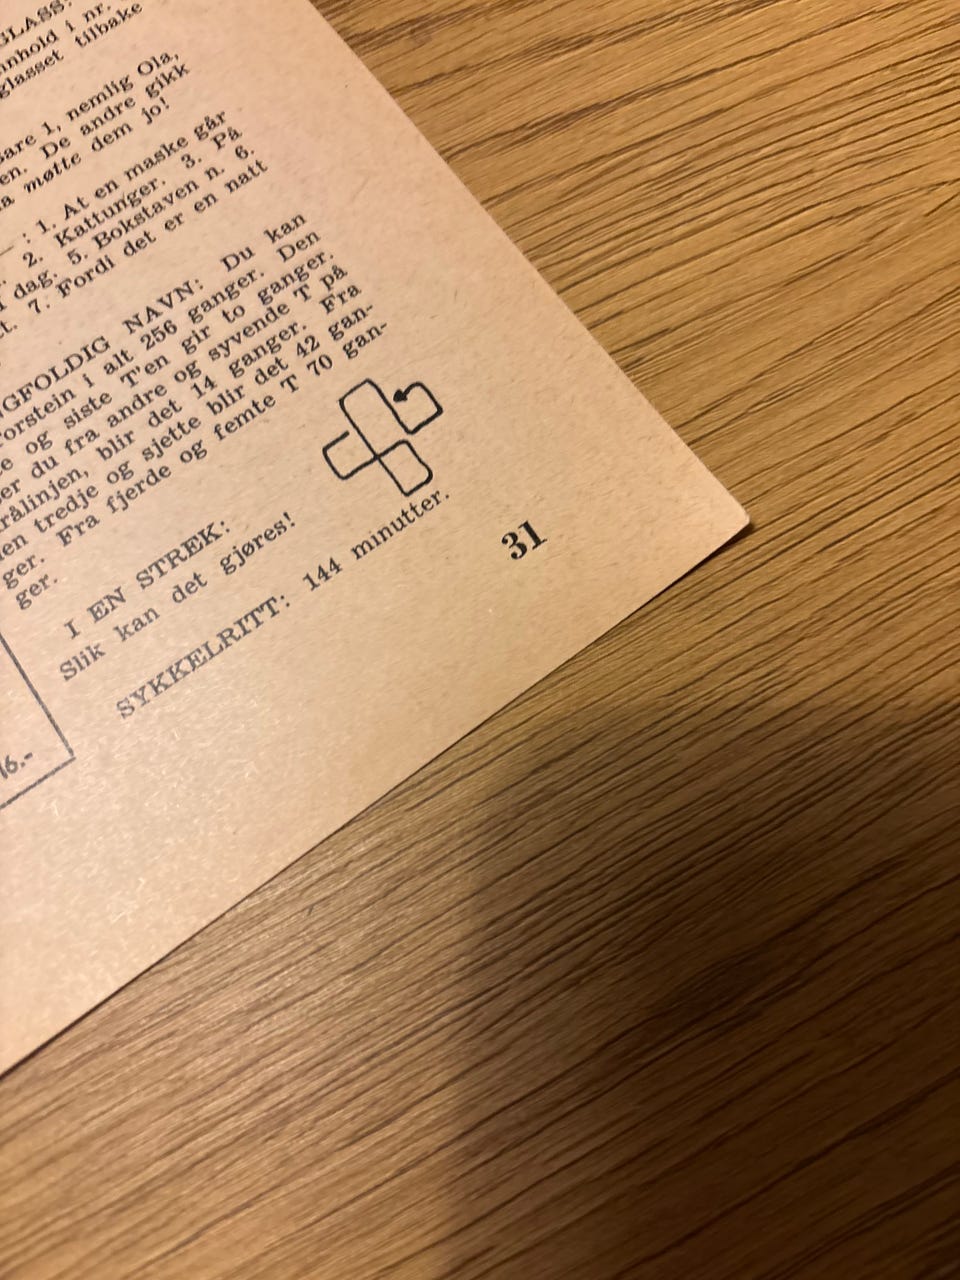 GLASS:
innhold i nr.
glasset tilbake
Bare 1, nemlig Ola,
en. De andre gikk
møtte dem jo!
: 1. At en maske går
2. Kattunger. 3. På
dag. 5. Bokstaven n. 6.
7. Fordi det er en natt
NGFOLDIG NAVN: Du kan
Torstein i alt 256 ganger. Den
e og siste T'en gir to ganger.
er du fra andre og syvende T på
rålinjen, blir det 14 ganger. Fra
den tredje og sjette blir det 42 gan-
ger. Fra fjerde og femte T 70 gan-
ger.
I EN STREK:
Slik kan det gjøres!
SYKKELRITT: 144 minutter.
31
16.-